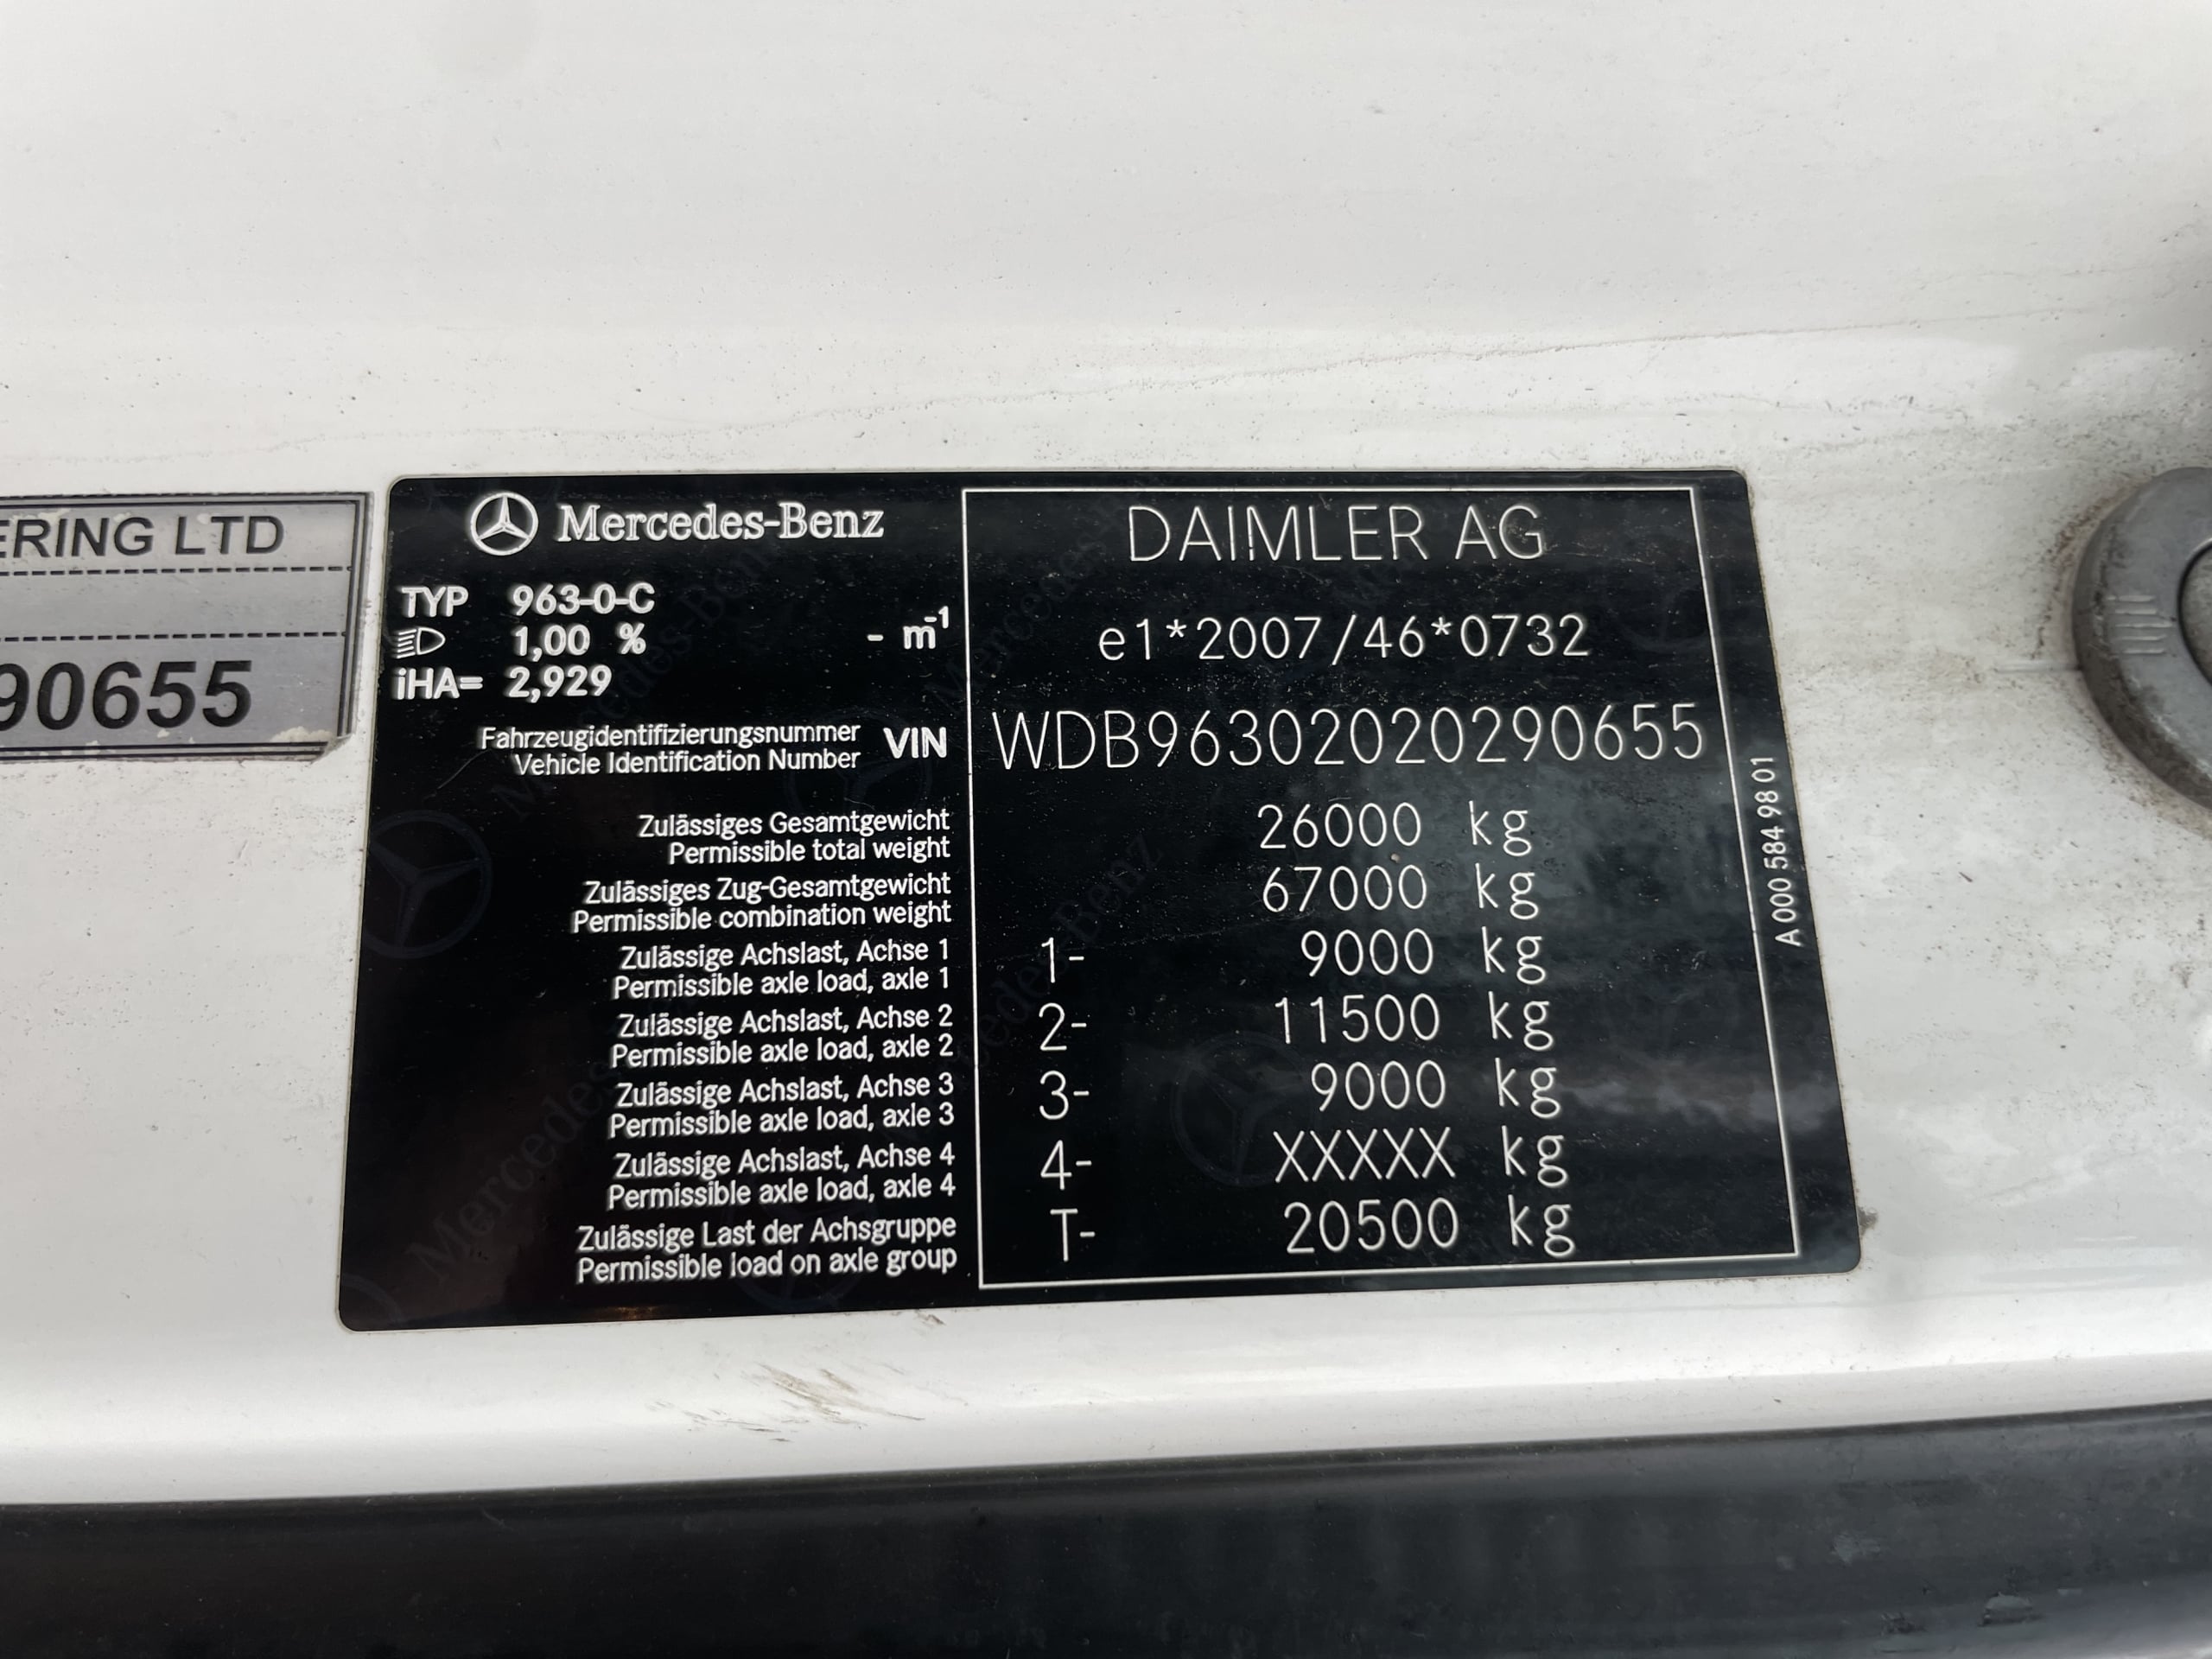 ERING LTD
90655
Mercedes-Benz
TYP 963-0-C
1,00 % - m-1
iHA= 2,929
DAIMLER AG
e1*2007/46*0732
Fahrzeugidentifizierungsnummer
Vehicle Identification Number
VIN WDB96302020290655
Zulässiges Gesamtgewicht
Permissible total weight
26000 kg
Zulässiges Zug-Gesamtgewicht
Permissible combination weight
67000 kg
Zulässige Achslast, Achse 1
Permissible axle load, axle 1
1- 9000 kg
Zulässige Achslast, Achse 2
Permissible axle load, axle 2
2- 11500 kg
Zulässige Achslast, Achse 3
Permissible axle load, axle 3
3- 9000 kg
Zulässige Achslast, Achse 4
Permissible axle load, axle 4
4- XXXXX kg
Zulässige Last der Achsgruppe
Permissible load on axle group
T- 20500 kg
A 000 584 98 01